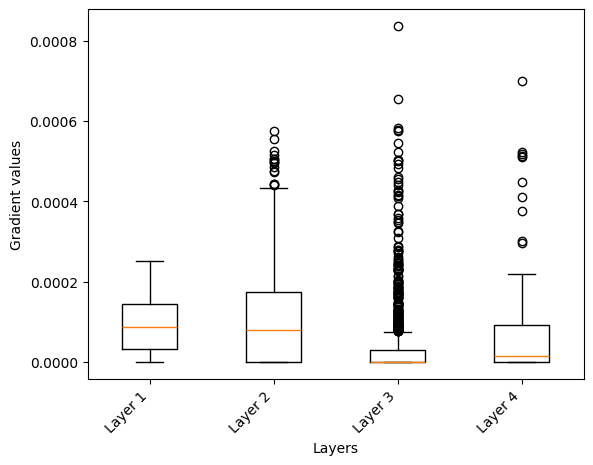 0.0008
0.0006
0.0004
0.0002
0.0000
Gradient values
Layer 1
Layer 2
Layer 3
Layer 4
Layers